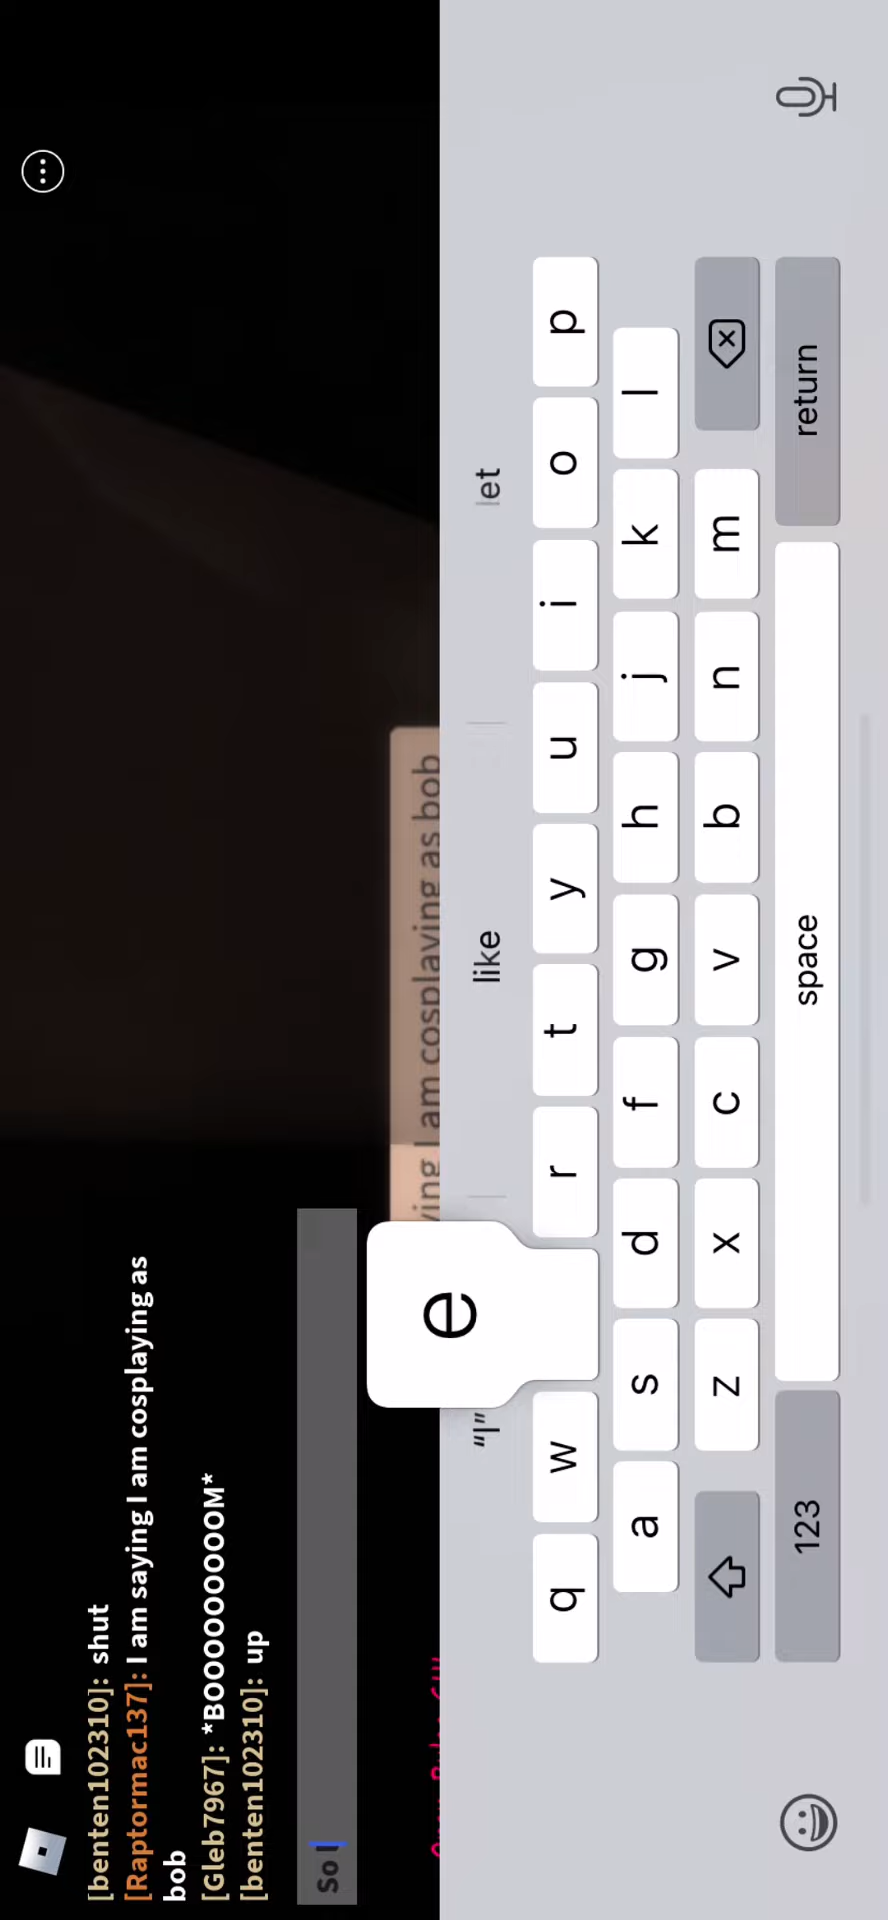 [benten102310]: shut
[Raptormac137]: I am saying I am cosplaying as
bob
[Gleb7967]: *BOOOOOOOOOM*
[benten102310]: up
So l
ying I am cosplaying as bob
"l"
like
let
q
w
e
r
t
y
u
i
o
p
a
s
d
f
g
h
j
k
l
z
x
c
v
b
n
m
123
space
return